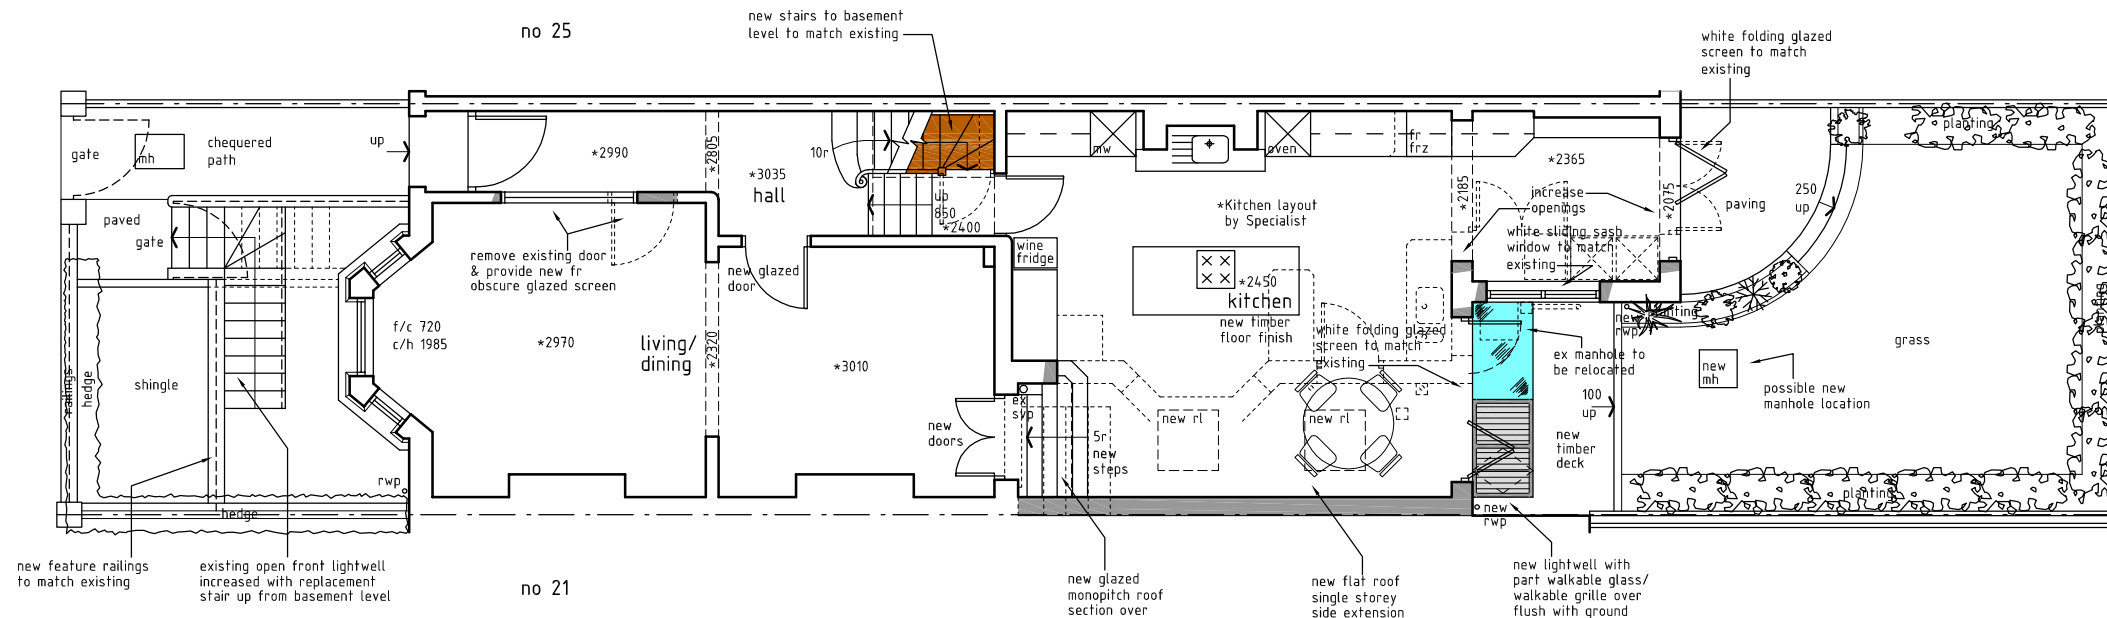 no 25
new stairs to basement
level to match existing
white folding glazed
screen to match
existing
gate
mh
chequered
path
up
*2990
*2805
*3035
hall
10r
up
850
*2400
mw
oven
fr
frz
*2365
*2185
increase
openings
*2075
paving
250
up
planting
*Kitchen layout
by Specialist
white sliding sash
window to match
existing
paved
gate
remove existing door
& provide new fr
obscure glazed screen
new glazed
door
wine
fridge
*2450
kitchen
new timber
floor finish
white folding glazed
screen to match
existing
new
rwp
planting
planting
grass
f/c 720
c/h 1985
*2970
living/
dining
*2320
*3010
ex manhole to
be relocated
new
mh
possible new
manhole location
railings
hedge
shingle
ex
svp
new
doors
5r
new
steps
new rl
new rl
100
up
new
timber
deck
rwp
hedge
planting
new
rwp
new feature railings
to match existing
existing open front lightwell
increased with replacement
stair up from basement level
no 21
new glazed
monopitch roof
section over
new flat roof
single storey
side extension
new lightwell with
part walkable glass/
walkable grille over
flush with ground